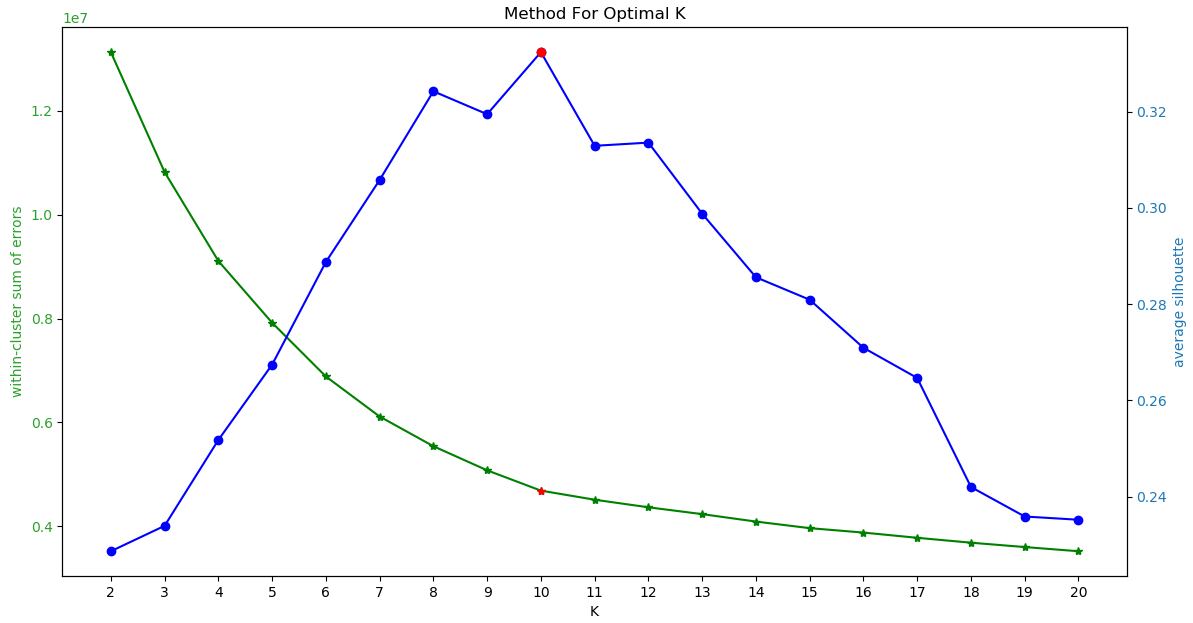 Method For Optimal K
1e7
1.2
1.0
0.8
0.6
0.4
within-cluster sum of errors
0.32
0.30
0.28
0.26
0.24
average silhouette
2 3 4 5 6 7 8 9 10 11 12 13 14 15 16 17 18 19 20
K